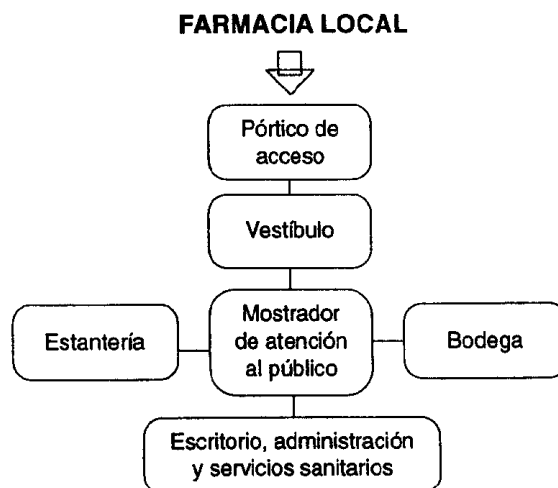 FARMACIA LOCAL
Pórtico de
acceso
Vestíbulo
Mostrador
de atención
al público
Estantería
Bodega
Escritorio, administración
y servicios sanitarios